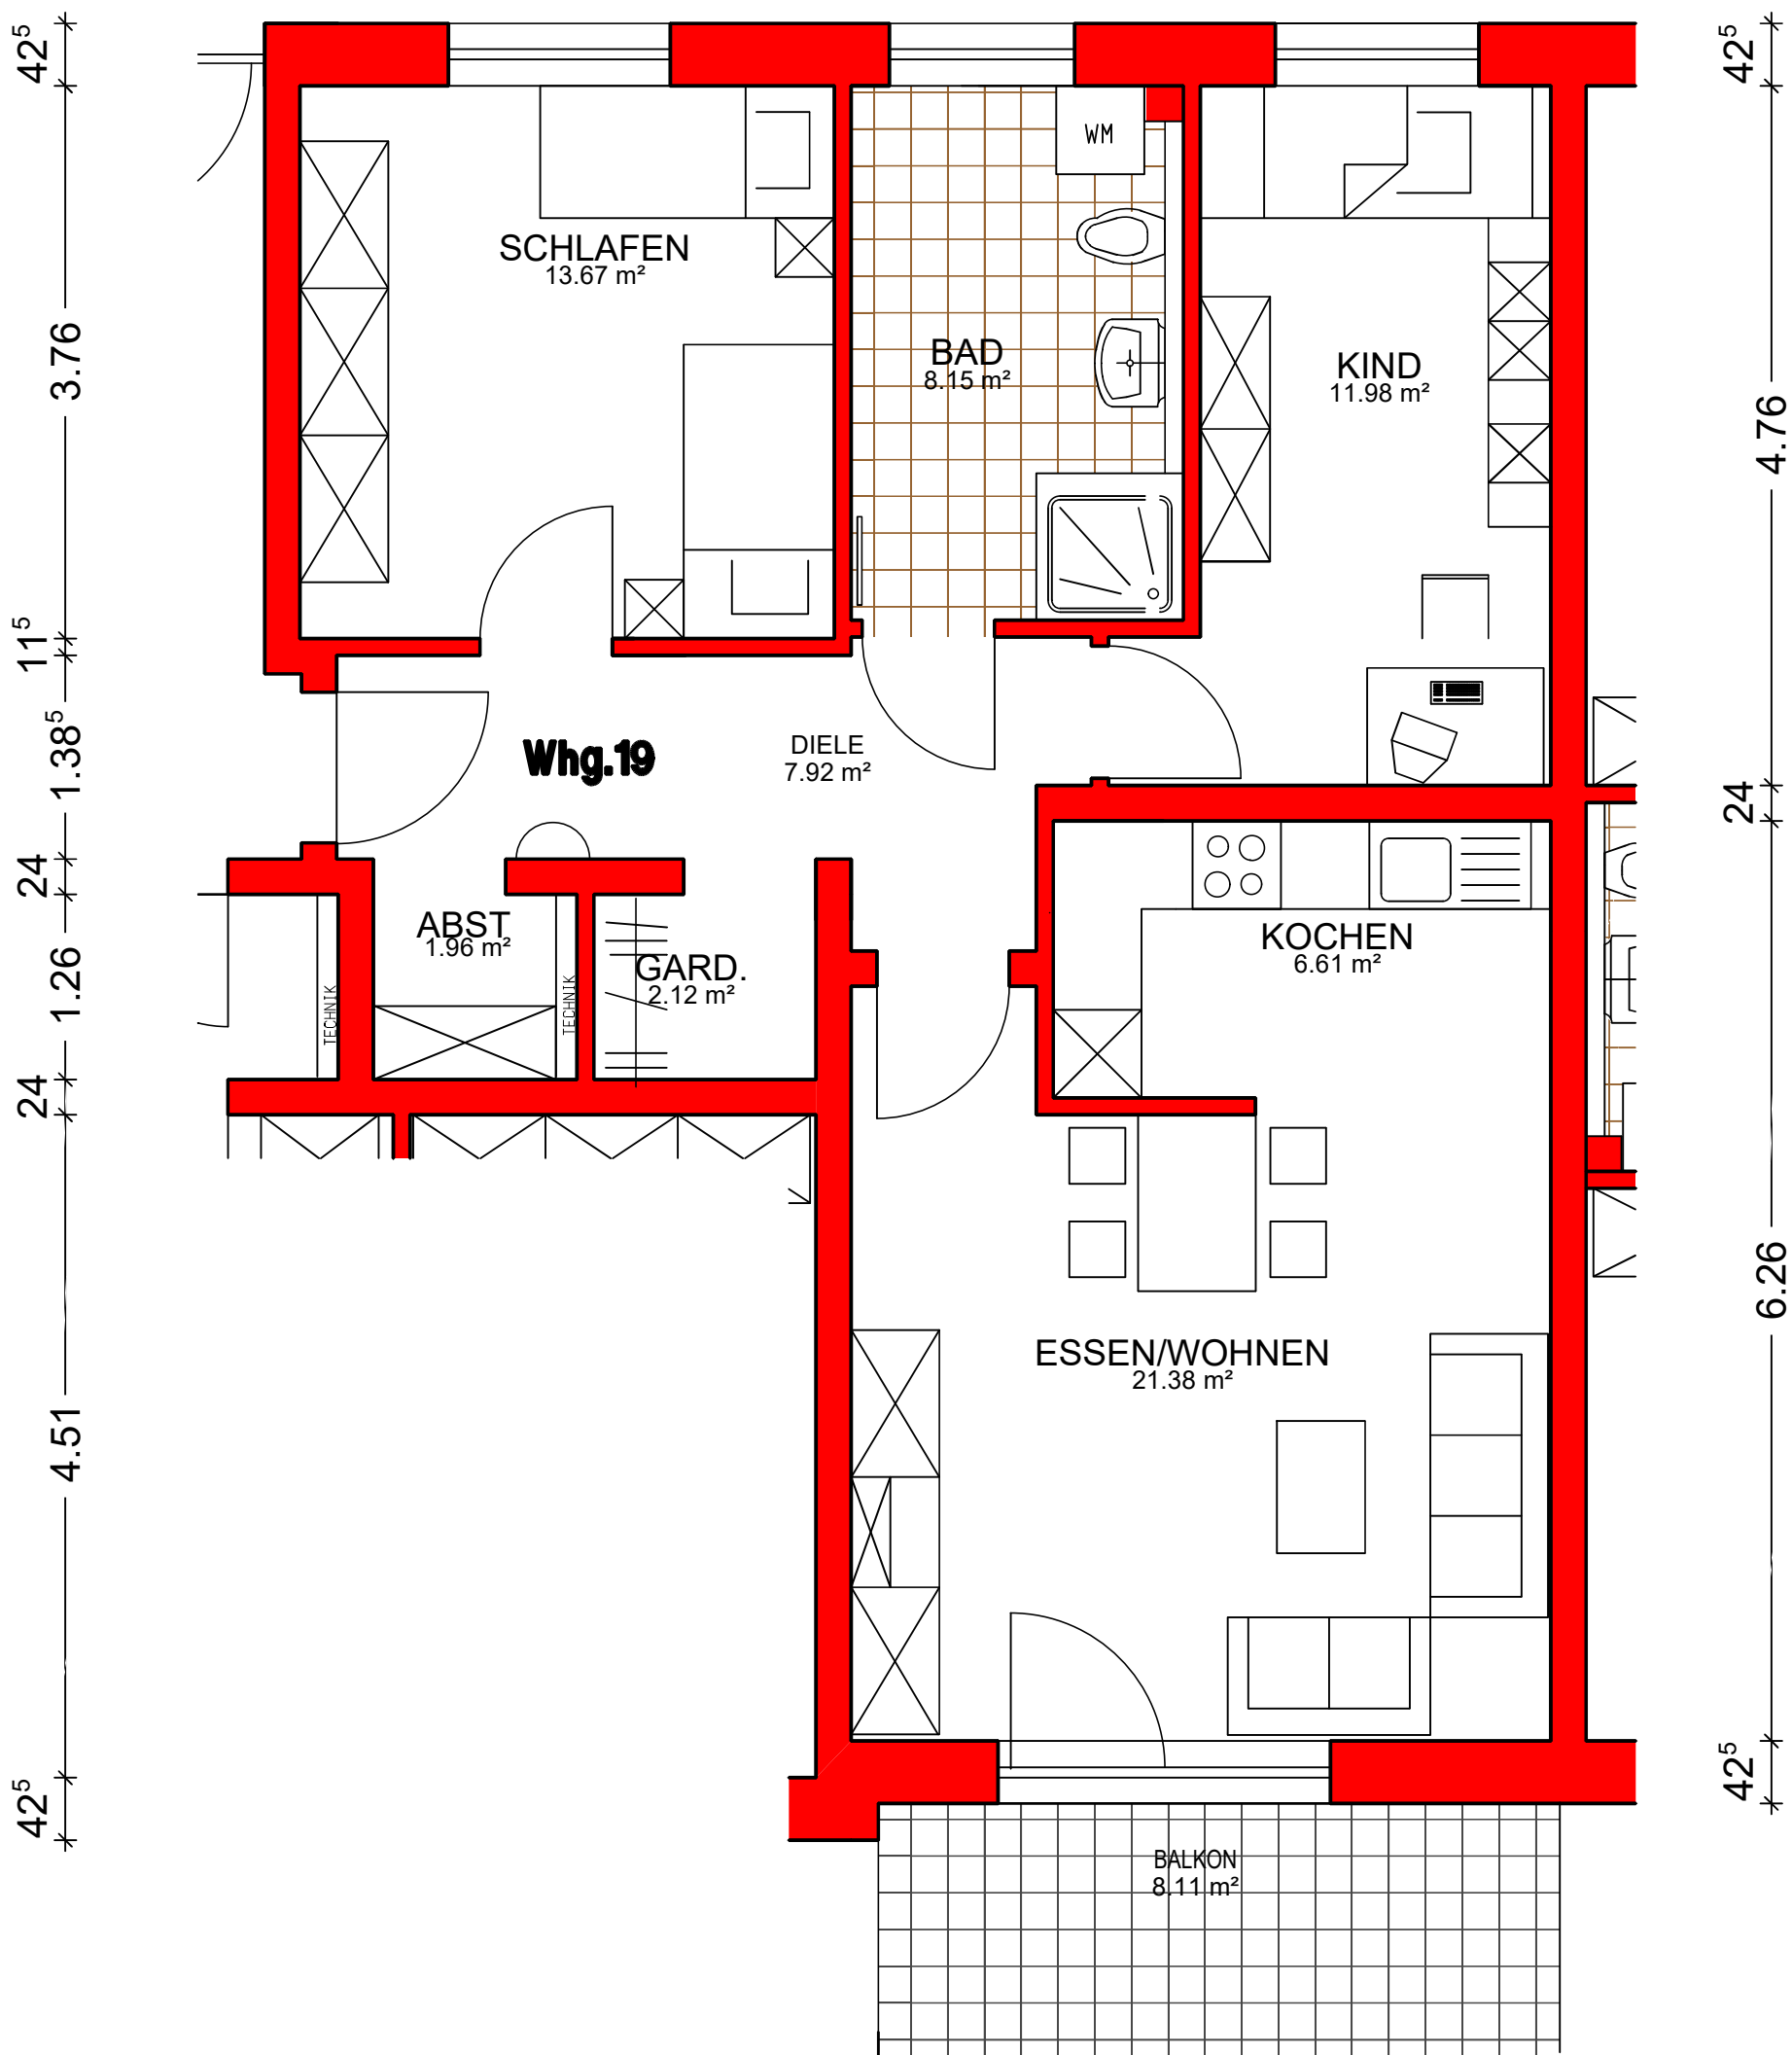 42⁵
3.76
11⁵
1.38⁵
24
1.26
24
4.51
42⁵
SCHLAFEN
13.67 m²
WM
BAD
8.15 m²
KIND
11.98 m²
Whg.19
DIELE
7.92 m²
ABST
1.96 m²
TECHNIK
TECHNIK
GARD.
2.12 m²
KOCHEN
6.61 m²
ESSEN/WOHNEN
21.38 m²
BALKON
8.11 m²
42⁵
4.76
24
6.26
42⁵